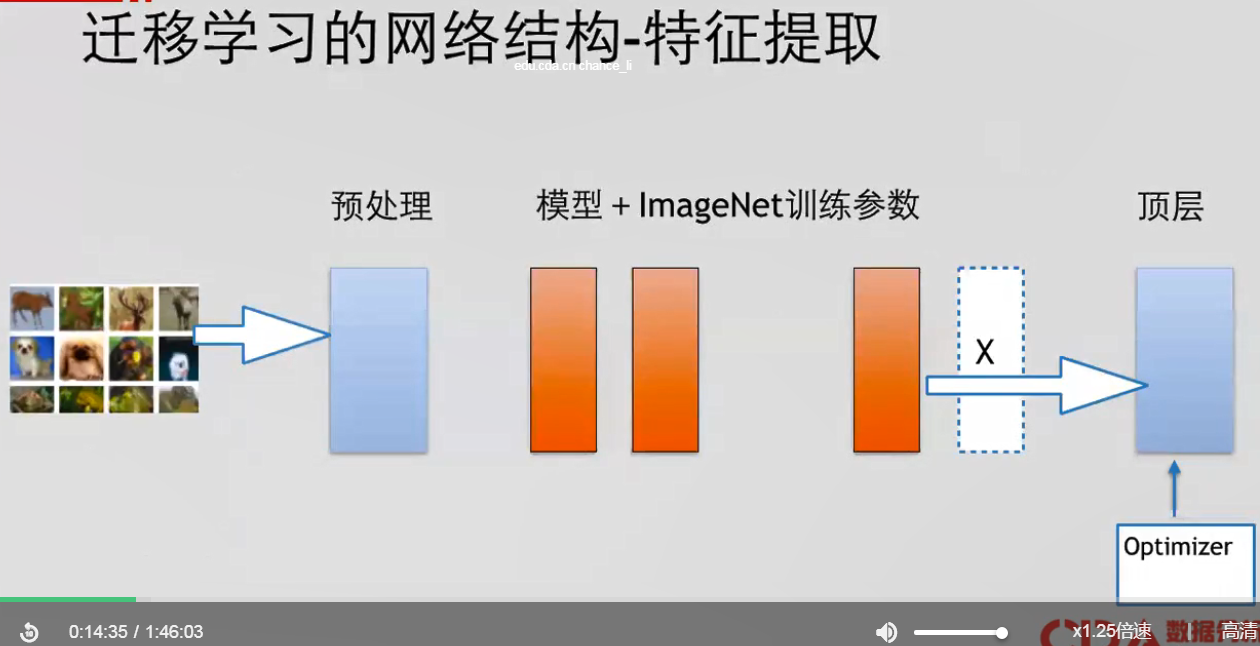 迁移学习的网络结构-特征提取
edu.cda.cn chance_li
预处理
模型 + ImageNet训练参数
顶层
X
Optimizer
0:14:35 / 1:46:03
x1.25倍速
高清
CDA 数据